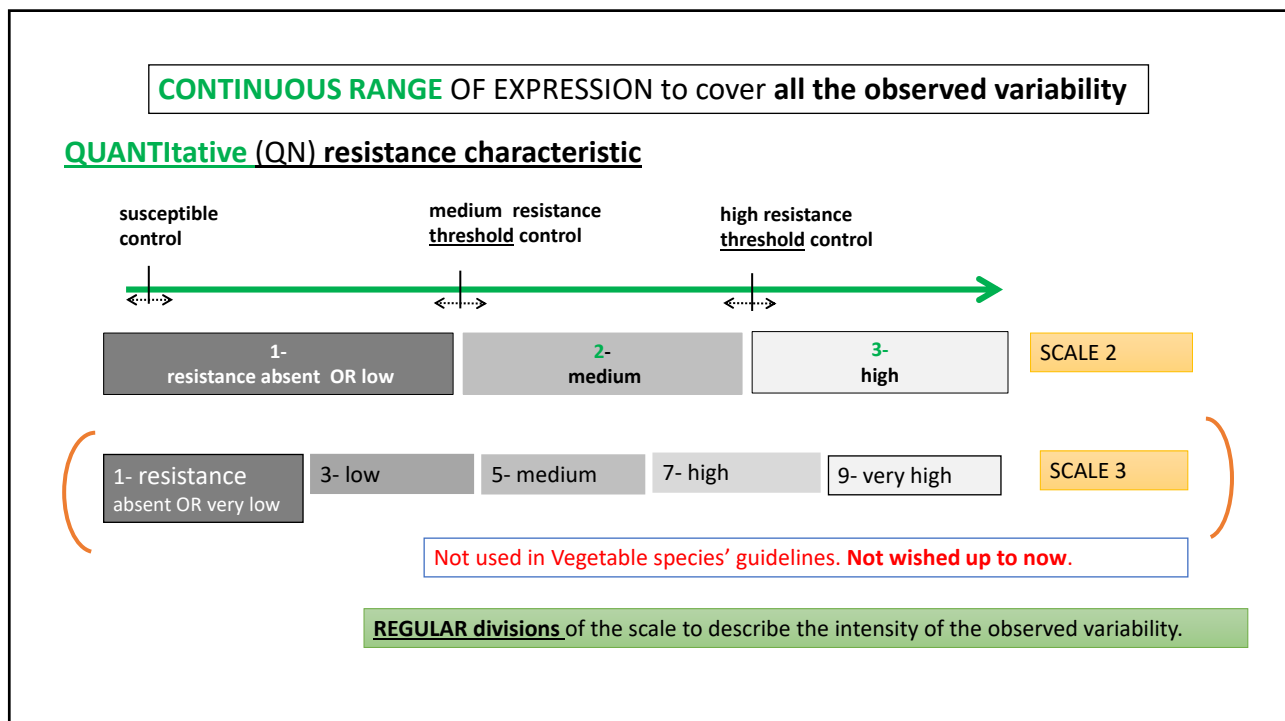 CONTINUOUS RANGE OF EXPRESSION to cover all the observed variability
QUANTItative (QN) resistance characteristic
susceptible
control
medium resistance
threshold control
high resistance
threshold control
1-
resistance absent OR low
2-
medium
3-
high
SCALE 2
1- resistance
absent OR very low
3- low
5- medium
7- high
9- very high
SCALE 3
Not used in Vegetable species’ guidelines. Not wished up to now.
REGULAR divisions of the scale to describe the intensity of the observed variability.